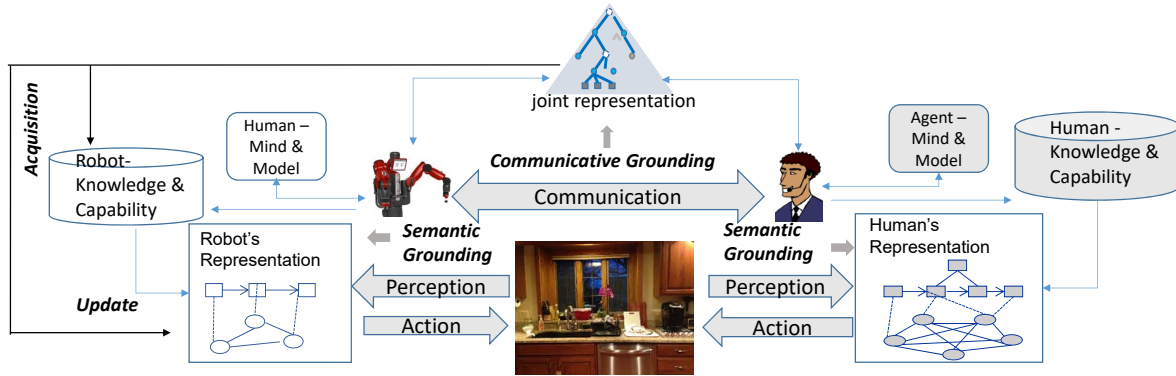 joint representation
Acquisition
Human –
Mind &
Model
Agent –
Mind &
Model
Robot-
Knowledge &
Capability
Human -
Knowledge &
Capability
Communicative Grounding
Communication
Semantic
Grounding
Semantic
Grounding
Robot's
Representation
Human's
Representation
Perception
Perception
Update
Action
Action